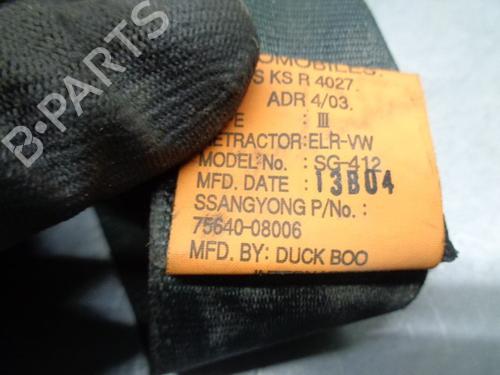 OMOBILES.
S KS R 4027.
ADR 4/03.
E : III
RETRACTOR:ELR-VW
MODEL No. : SG-412
MFD. DATE : 13B04
SSANGYONG P/No. :
75640-08006
MFD. BY: DUCK BOO
B-PARTS